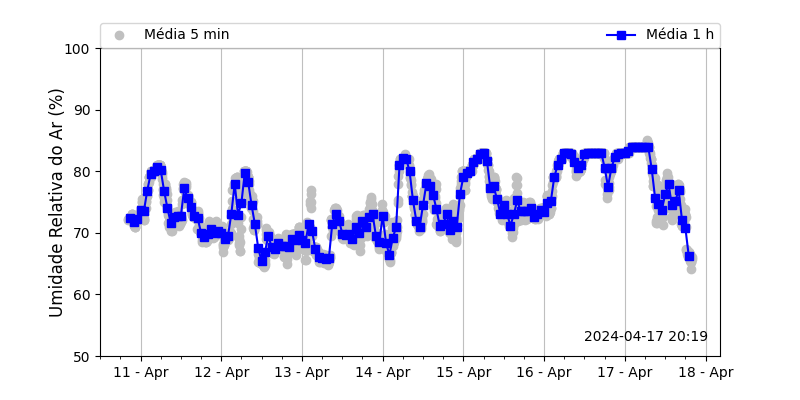 Média 5 min
Média 1 h
Umidade Relativa do Ar (%)
100
90
80
70
60
50
2024-04-17 20:19
11 - Apr
12 - Apr
13 - Apr
14 - Apr
15 - Apr
16 - Apr
17 - Apr
18 - Apr